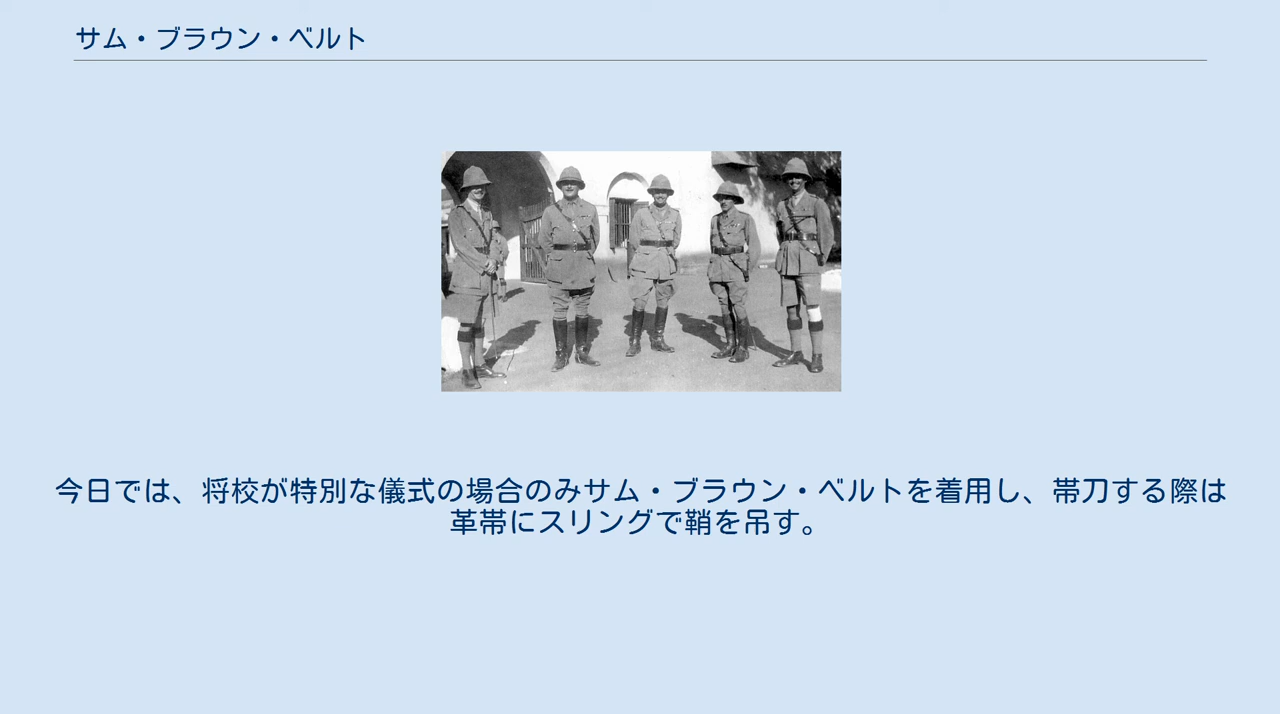 サム・ブラウン・ベルト
今日では、将校が特別な儀式の場合のみサム・ブラウン・ベルトを着用し、帯刀する際は
革帯にスリングで鞘を吊す。